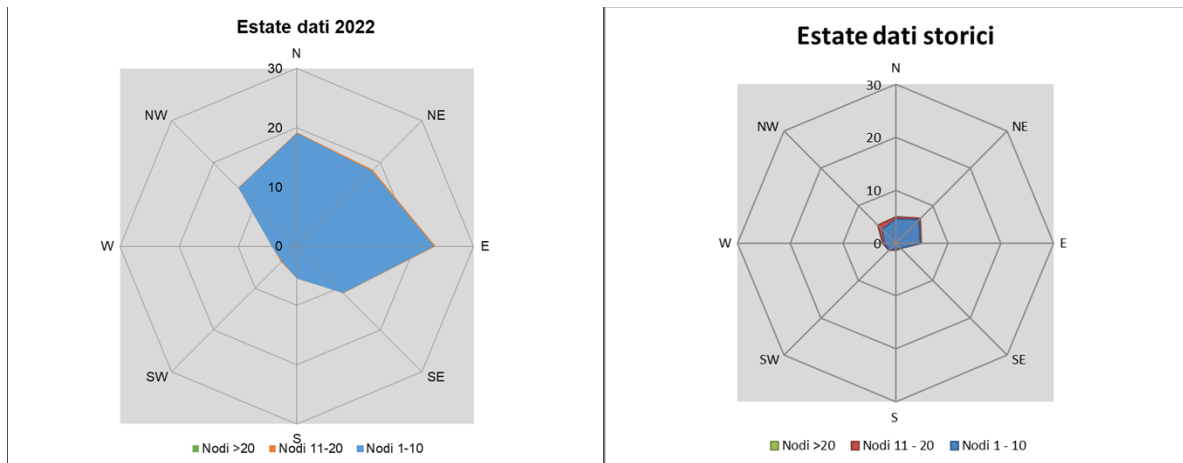 Estate dati 2022
N
30
NW
NE
20
10
W
0
E
SW
SE
S
Nodi >20 Nodi 11-20 Nodi 1-10
Estate dati storici
N
30
NW
NE
20
10
W
0
E
SW
SE
S
Nodi >20 Nodi 11 - 20 Nodi 1 - 10